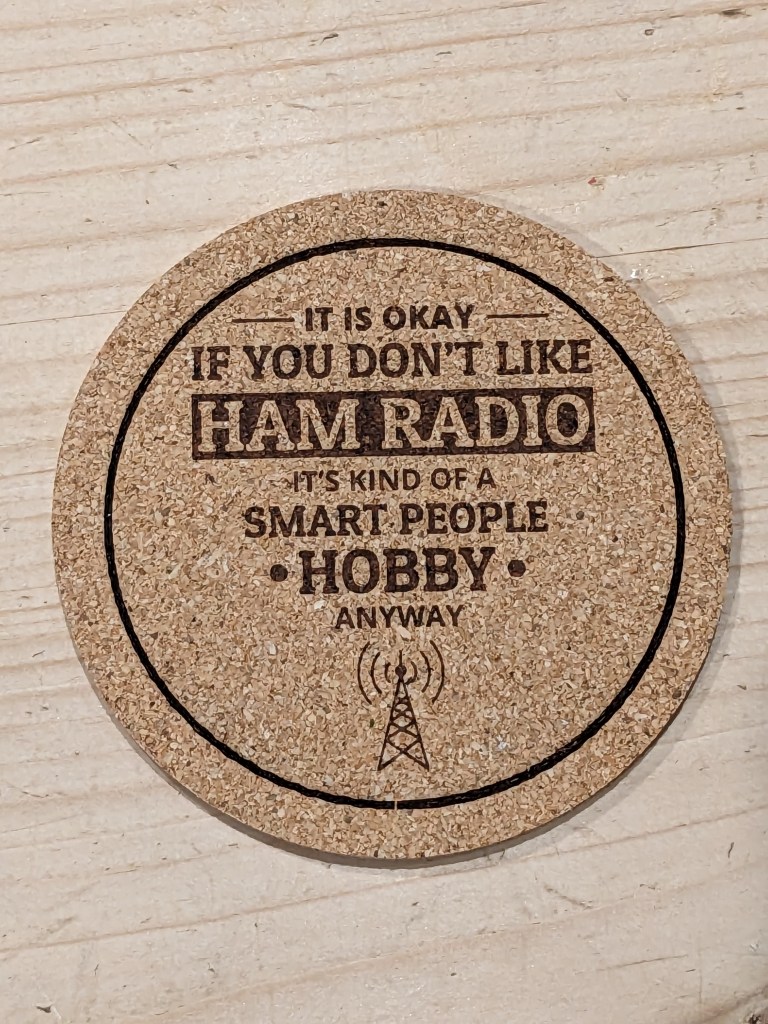 IT IS OKAY
IF YOU DON'T LIKE
HAM RADIO
IT'S KIND OF A
SMART PEOPLE
• HOBBY •
ANYWAY